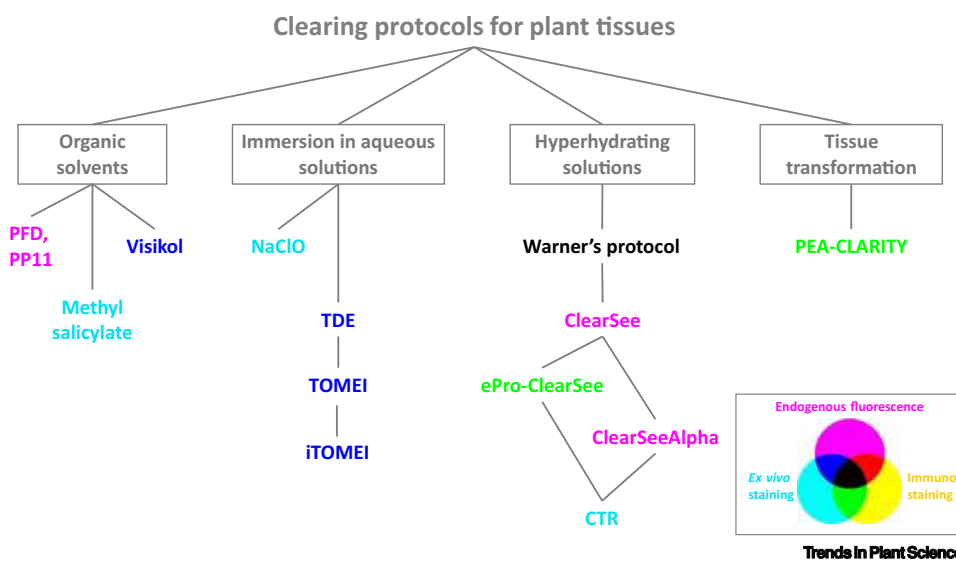 Clearing protocols for plant tissues
Organic
solvents
Immersion in aqueous
solutions
Hyperhydrating
solutions
Tissue
transformation
PFD,
PP11
Visikol
NaClO
Warner's protocol
PEA-CLARITY
Methyl
salicylate
TDE
ClearSee
TOMEI
ePro-ClearSee
iTOMEI
ClearSeeAlpha
CTR
Endogenous fluorescence
Ex vivo
staining
Immuno
staining
Trends in Plant Science